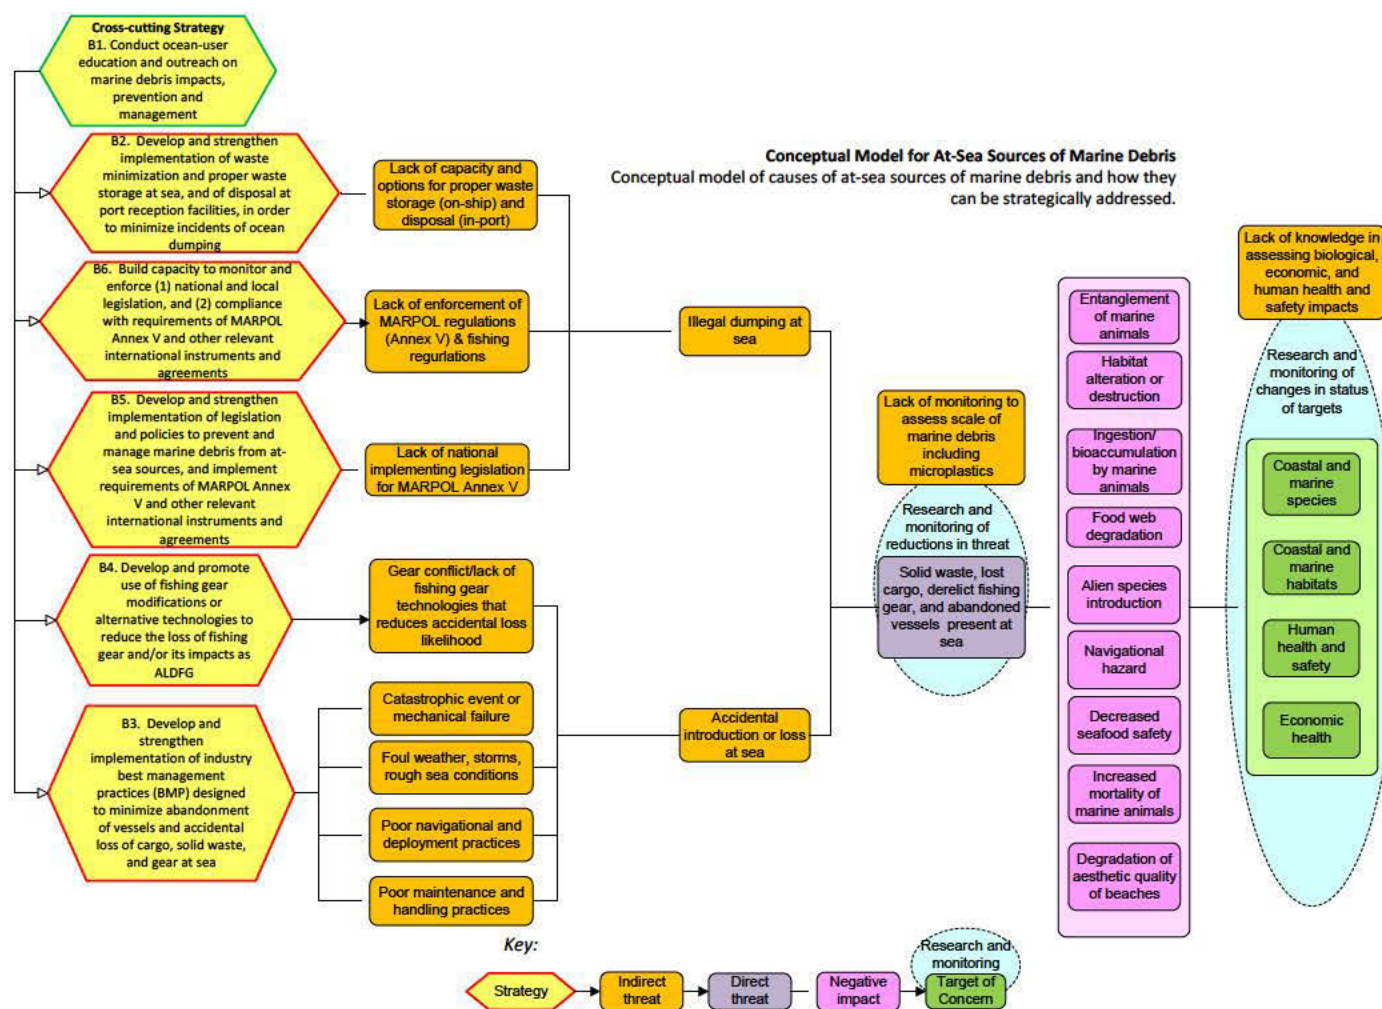 Cross-cutting Strategy
B1. Conduct ocean-user
education and outreach on
marine debris impacts,
prevention and
management
B2. Develop and strengthen
implementation of waste
minimization and proper waste
storage at sea, and of disposal at
port reception facilities, in order
to minimize incidents of ocean
dumping
B6. Build capacity to monitor and
enforce (1) national and local
legislation, and (2) compliance
with requirements of MARPOL
Annex V and other relevant
international instruments and
agreements
B5. Develop and strengthen
implementation of legislation
and policies to prevent and
manage marine debris from at-
sea sources, and implement
requirements of MARPOL Annex
V and other relevant
international instruments and
agreements
B4. Develop and promote
use of fishing gear
modifications or
alternative technologies to
reduce the loss of fishing
gear and/or its impacts as
ALDFG
B3. Develop and
strengthen
implementation of industry
best management
practices (BMP) designed
to minimize abandonment
of vessels and accidental
loss of cargo, solid waste,
and gear at sea
Lack of capacity and
options for proper waste
storage (on-ship) and
disposal (in-port)
Lack of enforcement of
MARPOL regulations
(Annex V) & fishing
regurlations
Lack of national
implementing legislation
for MARPOL Annex V
Gear conflict/lack of
fishing gear
technologies that
reduces accidental loss
likelihood
Catastrophic event or
mechanical failure
Foul weather, storms,
rough sea conditions
Poor navigational and
deployment practices
Poor maintenance and
handling practices
Conceptual Model for At-Sea Sources of Marine Debris
Conceptual model of causes of at-sea sources of marine debris and how they
can be strategically addressed.
Illegal dumping at
sea
Accidental
introduction or loss
at sea
Lack of monitoring to
assess scale of
marine debris
including
microplastics
Research and
monitoring of
reductions in threat
Solid waste, lost
cargo, derelict fishing
gear, and abandoned
vessels present at
sea
Entanglement
of marine
animals
Habitat
alteration or
destruction
Ingestion/
bioaccumulation
by marine
animals
Food web
degradation
Alien species
introduction
Navigational
hazard
Decreased
seafood safety
Increased
mortality of
marine animals
Degradation of
aesthetic quality
of beaches
Lack of knowledge in
assessing biological,
economic, and
human health and
safety impacts
Research and
monitoring of
changes in status
of targets
Coastal and
marine
species
Coastal and
marine
habitats
Human
health and
safety
Economic
health
Key:
Strategy
Indirect
threat
Direct
threat
Negative
impact
Research and
monitoring
Target of
Concern